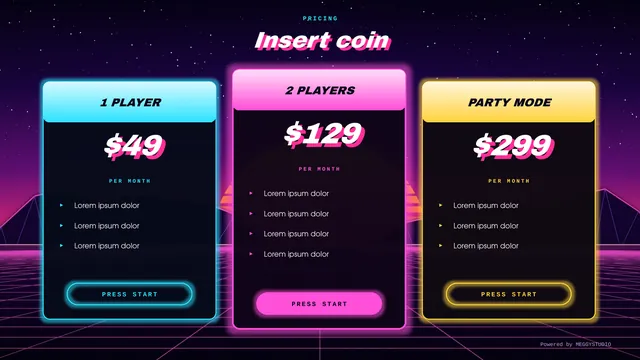 PRICING
Insert coin
1 PLAYER
$49
PER MONTH
Lorem ipsum dolor
Lorem ipsum dolor
Lorem ipsum dolor
PRESS START
2 PLAYERS
$129
PER MONTH
Lorem ipsum dolor
Lorem ipsum dolor
Lorem ipsum dolor
Lorem ipsum dolor
PRESS START
PARTY MODE
$299
PER MONTH
Lorem ipsum dolor
Lorem ipsum dolor
Lorem ipsum dolor
PRESS START
Powered by MEGGYSTUDIO